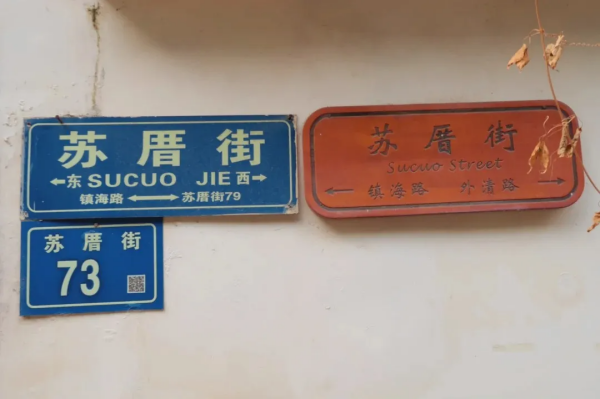 苏厝街
←东 SUCUO JIE 西→
镇海路 ←→ 苏厝街79
苏厝街
73
苏厝街
Sucuo Street
← 镇海路 外清路 →